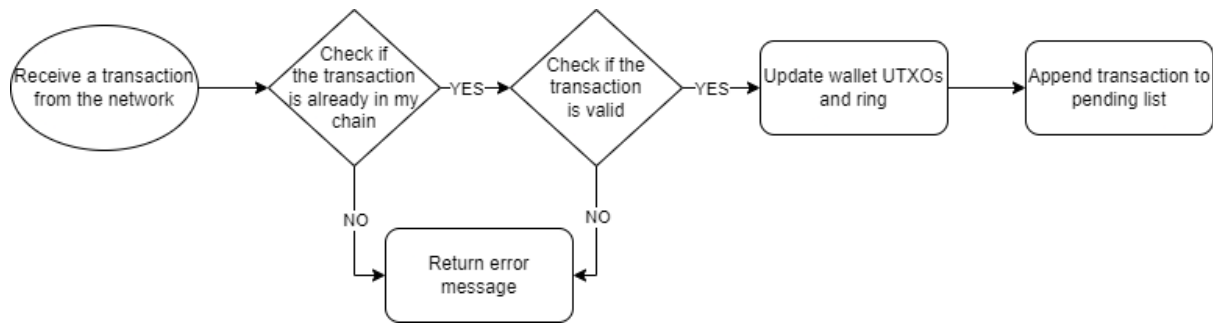 Receive a transaction
from the network
Check if
the transaction
is already in my
chain
YES
Check if the
transaction
is valid
YES
Update wallet UTXOs
and ring
Append transaction to
pending list
NO
NO
Return error
message